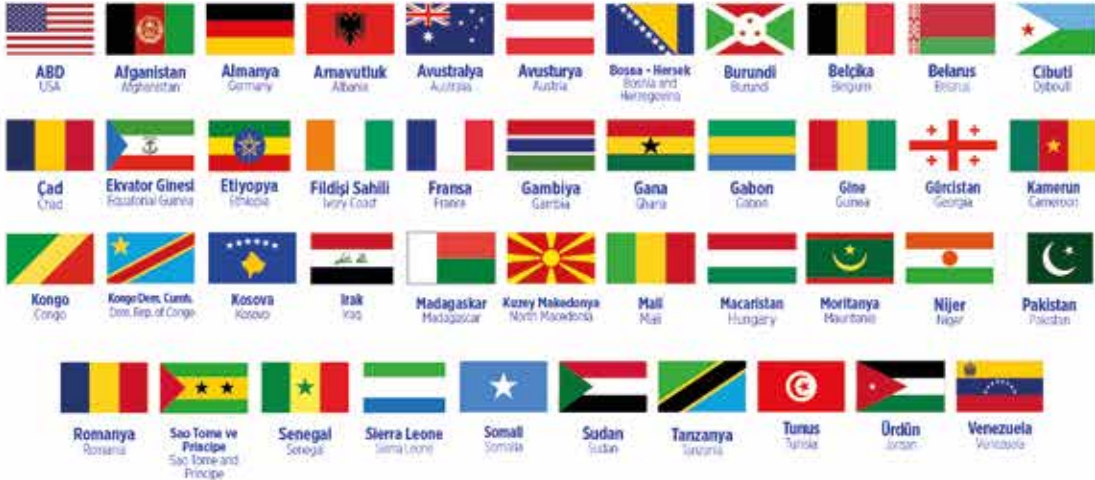 ABD
USA
Afganistan
Afghanistan
Almanya
Germany
Arnavutluk
Albania
Avustralya
Australia
Avusturya
Austria
Bosna - Hersek
Bosnia and
Herzegovina
Burundi
Burundi
Belçika
Belgium
Belarus
Belarus
Cibuti
Djibouti
Çad
Chad
Ekvator Ginesi
Equatorial Guinea
Etiyopya
Ethiopia
Fildişi Sahili
Ivory Coast
Fransa
France
Gambiya
Gambia
Gana
Ghana
Gabon
Gabon
Gine
Guinea
Gürcistan
Georgia
Kamerun
Cameroon
Kongo
Congo
Kongo Dem. Cumh.
Dem. Rep. of Congo
Kosova
Kosovo
Irak
Iraq
Madagaskar
Madagascar
Kuzey Makedonya
North Macedonia
Mali
Mali
Macaristan
Hungary
Moritanya
Mauritania
Nijer
Niger
Pakistan
Pakistan
Romanya
Romania
Sao Tome ve
Principe
Sao Tome and
Principe
Senegal
Senegal
Sierra Leone
Sierra Leone
Somali
Somalia
Sudan
Sudan
Tanzanya
Tanzania
Tunus
Tunisia
Ürdün
Jordan
Venezuela
Venezuela